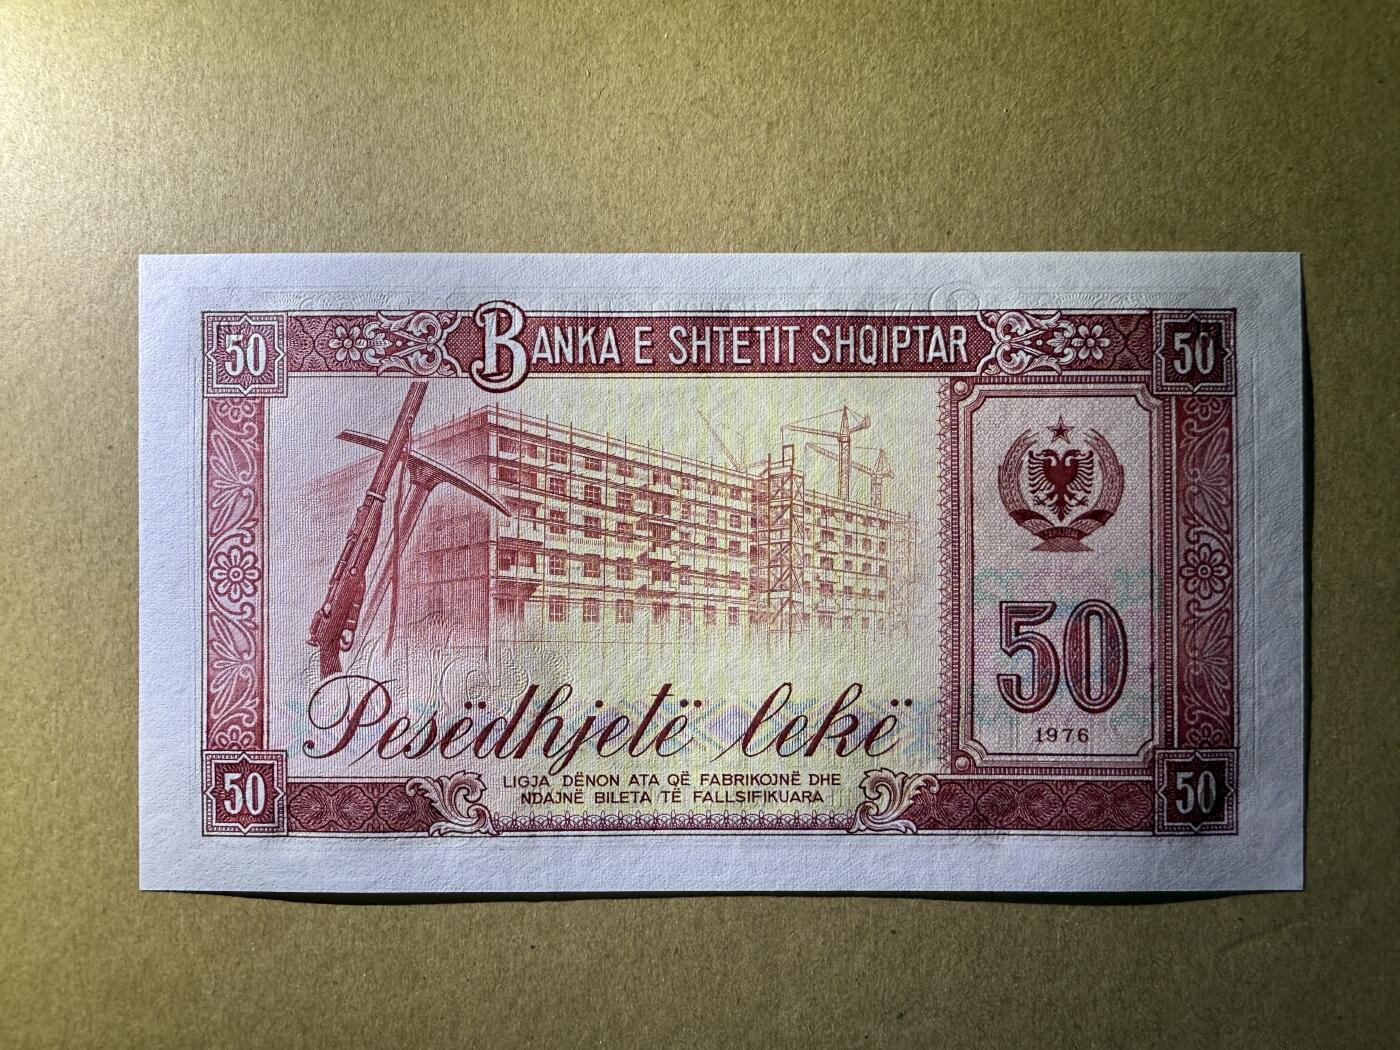 50 BANKA E SHTETIT SHQIPTAR 50
50
1976
Pesëdhjetë lekë
LIGJA DËNON ATA QË FABRIKOJNË DHE
NDAJNË BILETA TË FALLSIFIKUARA
50 50